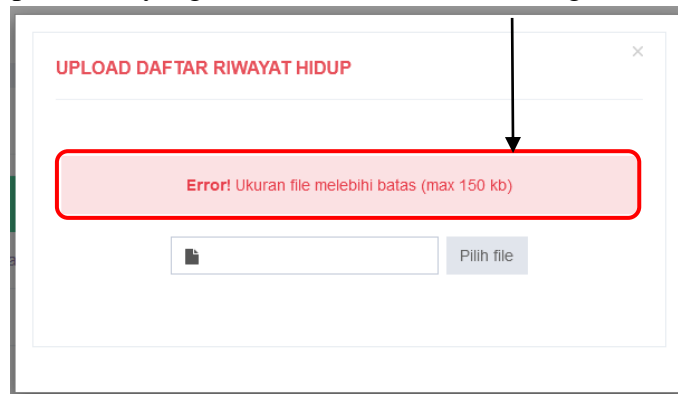 UPLOAD DAFTAR RIWAYAT HIDUP
×
Error! Ukuran file melebihi batas (max 150 kb)
Pilih file